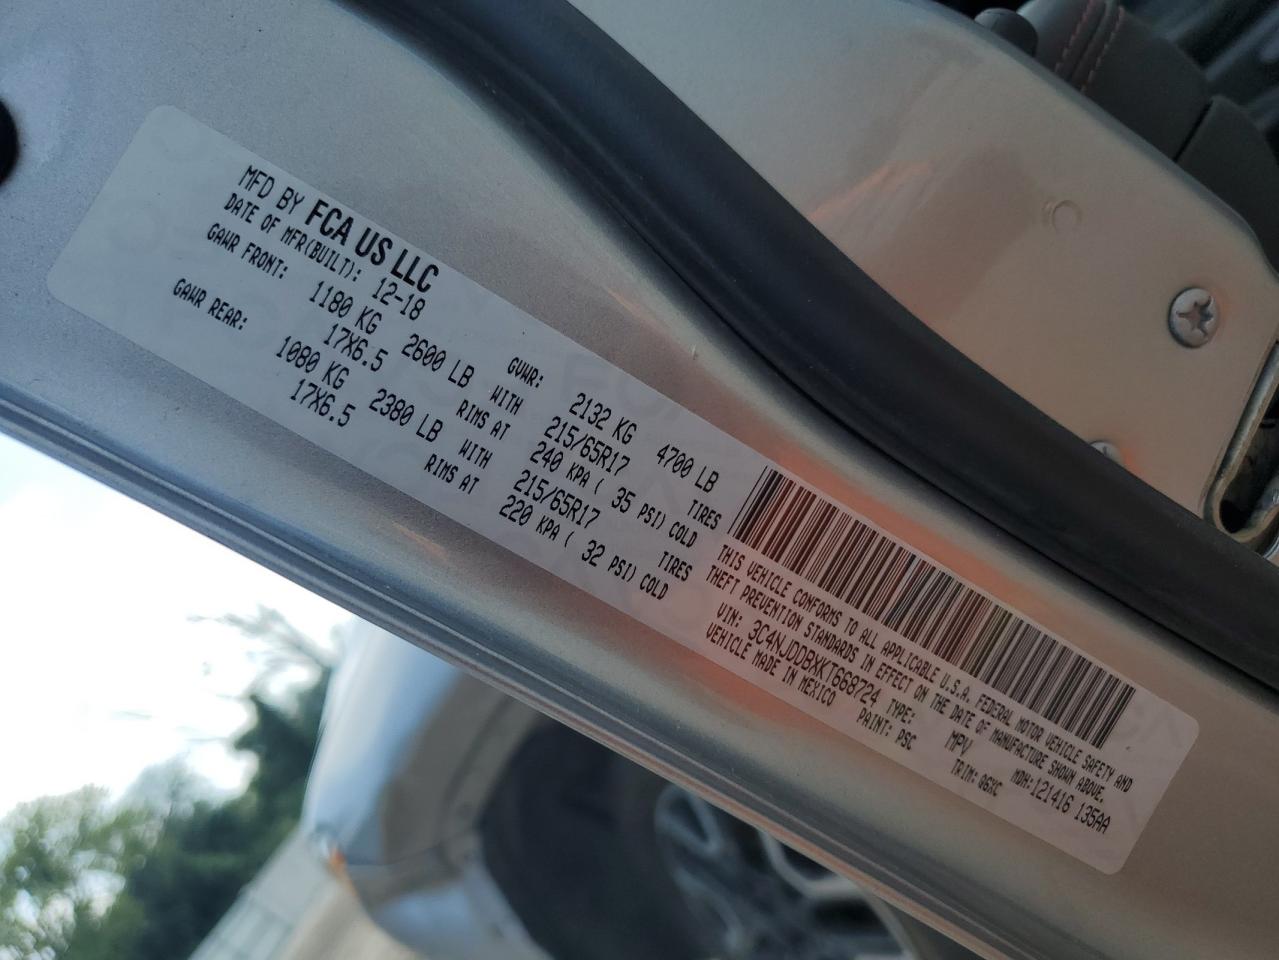 MFD BY FCA US LLC
DATE OF MFR(BUILT): 12-18 GVWR: 2132 KG 4700 LB
GAWR FRONT: 1180 KG 2600 LB WITH 215/65R17 TIRES
17X6.5 RIMS AT 240 KPA ( 35 PSI) COLD
GAWR REAR: 1080 KG 2380 LB WITH 215/65R17 TIRES
17X6.5 RIMS AT 220 KPA ( 32 PSI) COLD
THIS VEHICLE CONFORMS TO ALL APPLICABLE U.S.A. FEDERAL MOTOR VEHICLE SAFETY AND
THEFT PREVENTION STANDARDS IN EFFECT ON THE DATE OF MANUFACTURE SHOWN ABOVE.
VIN: 3C4NJDDBXKT668724 TYPE: MPV MDH:121416 135AA
VEHICLE MADE IN MEXICO PAINT: PSC TRIM: Q6XC